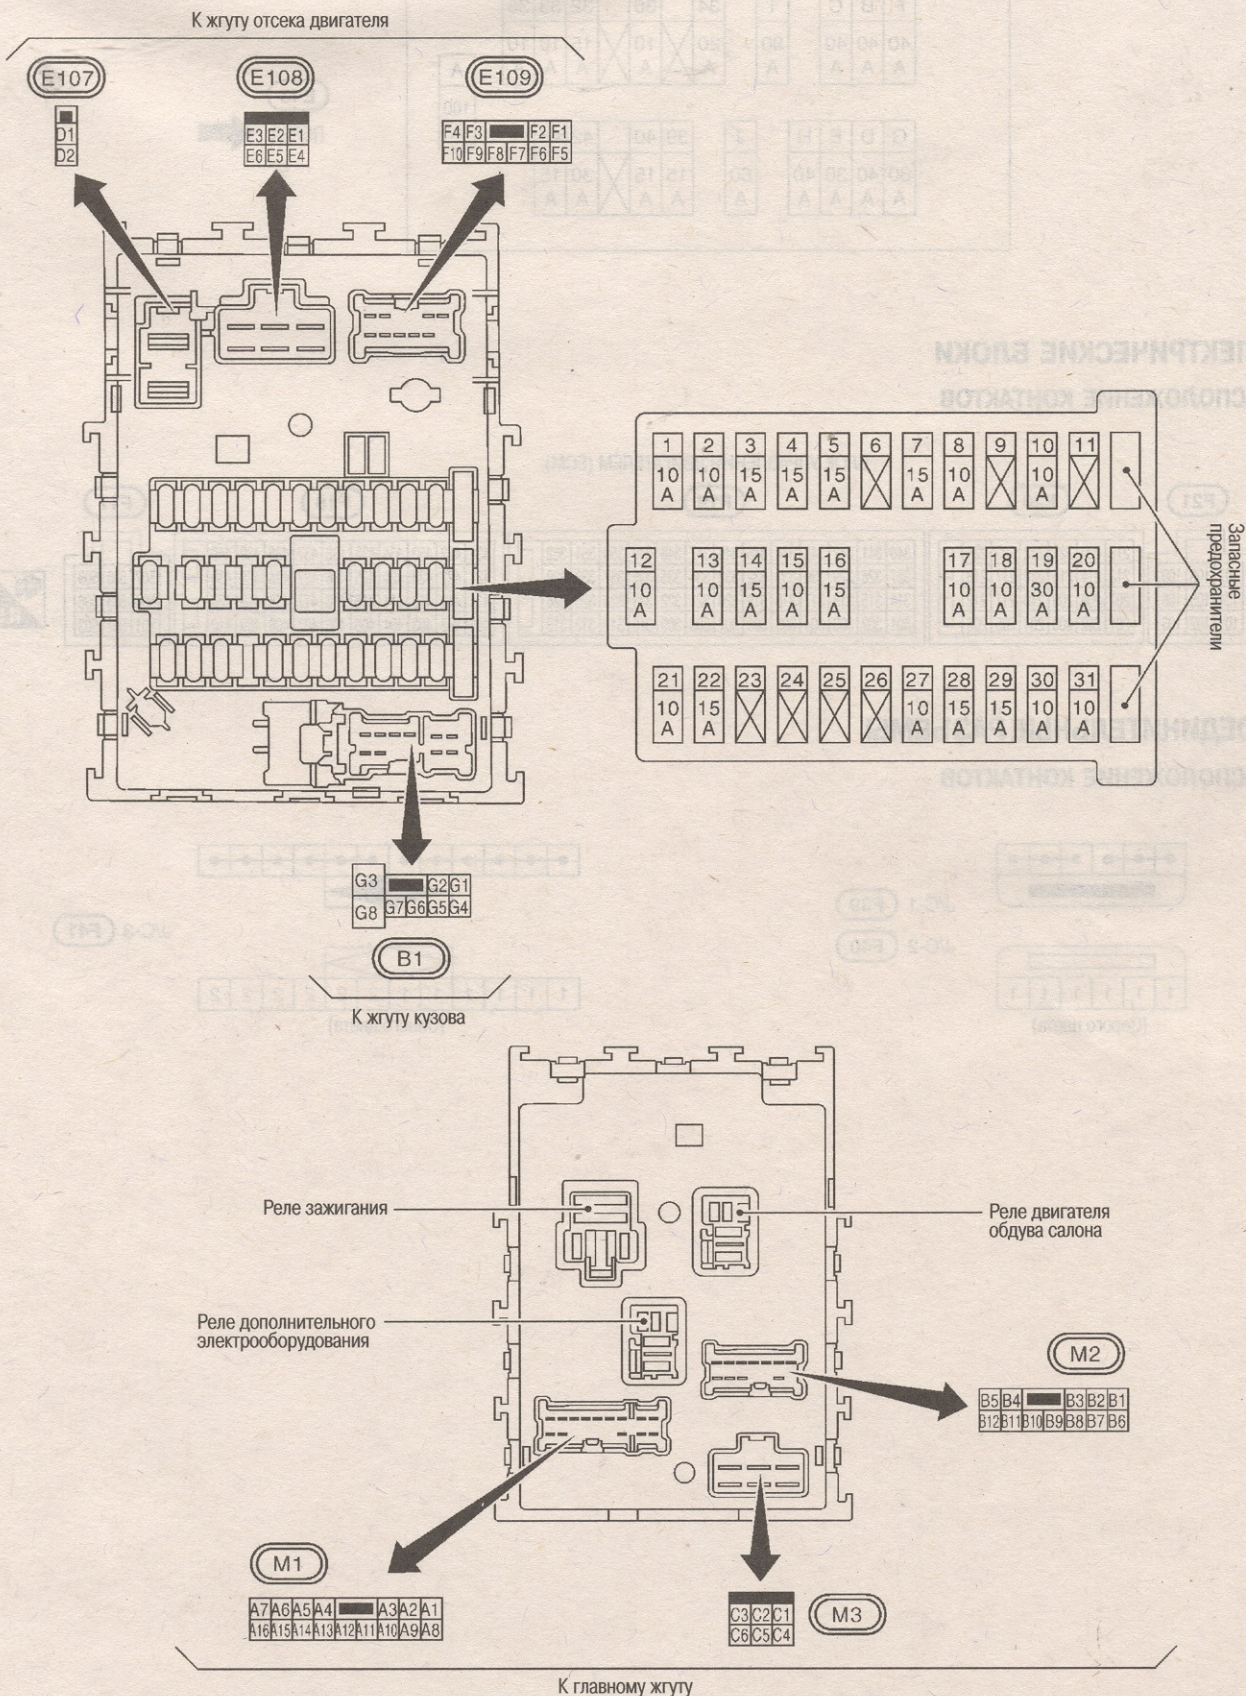 К жгуту отсека двигателя
E107 E108 E109
D1
D2
E3 E2 E1
E6 E5 E4
F4 F3 F2 F1
F10 F9 F8 F7 F6 F5
1 2 3 4 5 6 7 8 9 10 11
10 A 10 A 15 A 15 A 15 A 15 A 10 A 10 A
12 13 14 15 16 17 18 19 20
10 A 10 A 15 A 10 A 15 A 10 A 10 A 30 A 10 A
21 22 23 24 25 26 27 28 29 30 31
10 A 15 A 10 A 15 A 15 A 10 A 10 A
Запасные
предохранители
G3 G2 G1
G8 G7 G6 G5 G4
B1
К жгуту кузова
Реле зажигания
Реле двигателя
обдува салона
Реле дополнительного
электрооборудования
M2
B5 B4 B3 B2 B1
B12 B11 B10 B9 B8 B7 B6
M1
A7 A6 A5 A4 A3 A2 A1
A16 A15 A14 A13 A12 A11 A10 A9 A8
C3 C2 C1
C6 C5 C4
M3
К главному жгуту